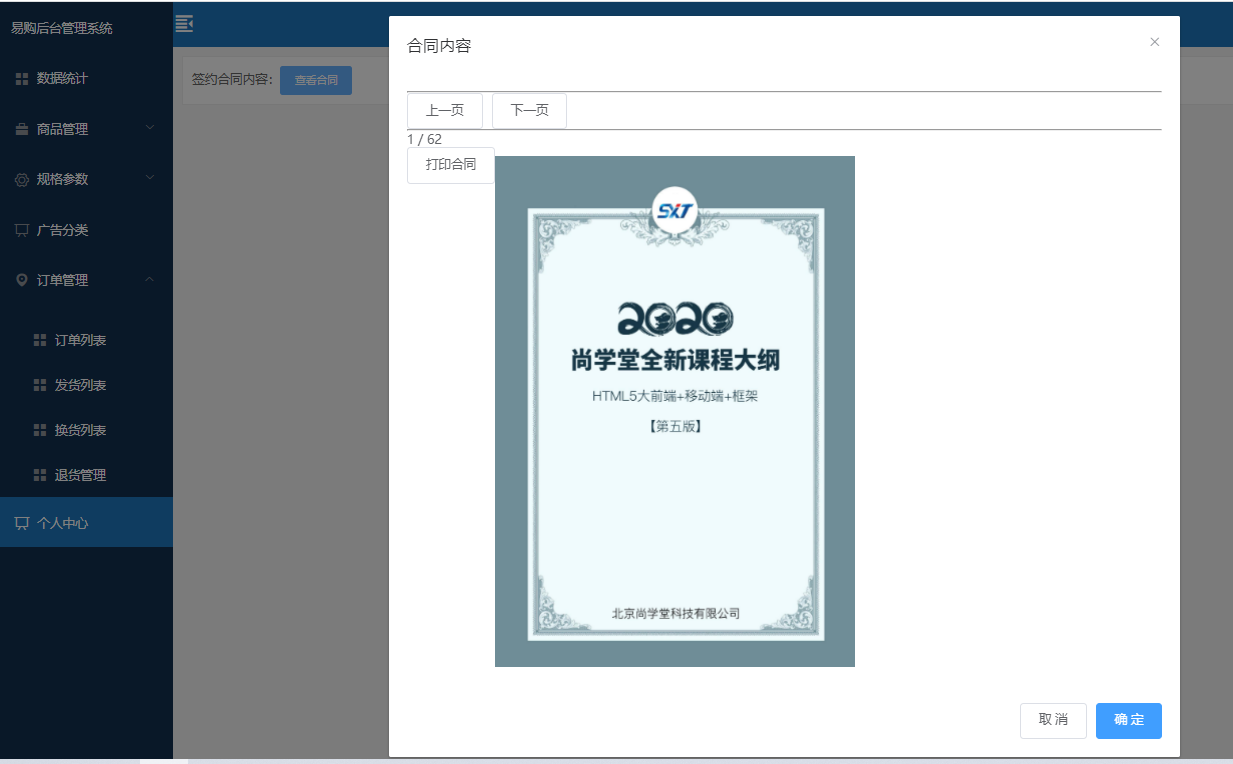 易购后台管理系统
数据统计
商品管理
规格参数
广告分类
订单管理
订单列表
发货列表
换货列表
退货管理
个人中心
签约合同内容：
查看合同
合同内容
上一页
下一页
1 / 62
打印合同
SXT
2020
尚学堂全新课程大纲
HTML5大前端+移动端+框架
【第五版】
北京尚学堂科技有限公司
取 消
确 定